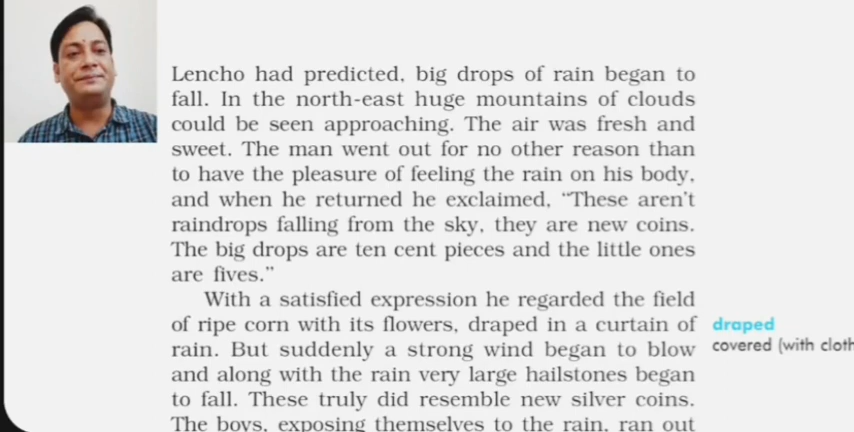 Lencho had predicted, big drops of rain began to
fall. In the north-east huge mountains of clouds
could be seen approaching. The air was fresh and
sweet. The man went out for no other reason than
to have the pleasure of feeling the rain on his body,
and when he returned he exclaimed, “These aren’t
raindrops falling from the sky, they are new coins.
The big drops are ten cent pieces and the little ones
are fives.”
With a satisfied expression he regarded the field
of ripe corn with its flowers, draped in a curtain of
rain. But suddenly a strong wind began to blow
and along with the rain very large hailstones began
to fall. These truly did resemble new silver coins.
The boys, exposing themselves to the rain, ran out
draped
covered (with cloth